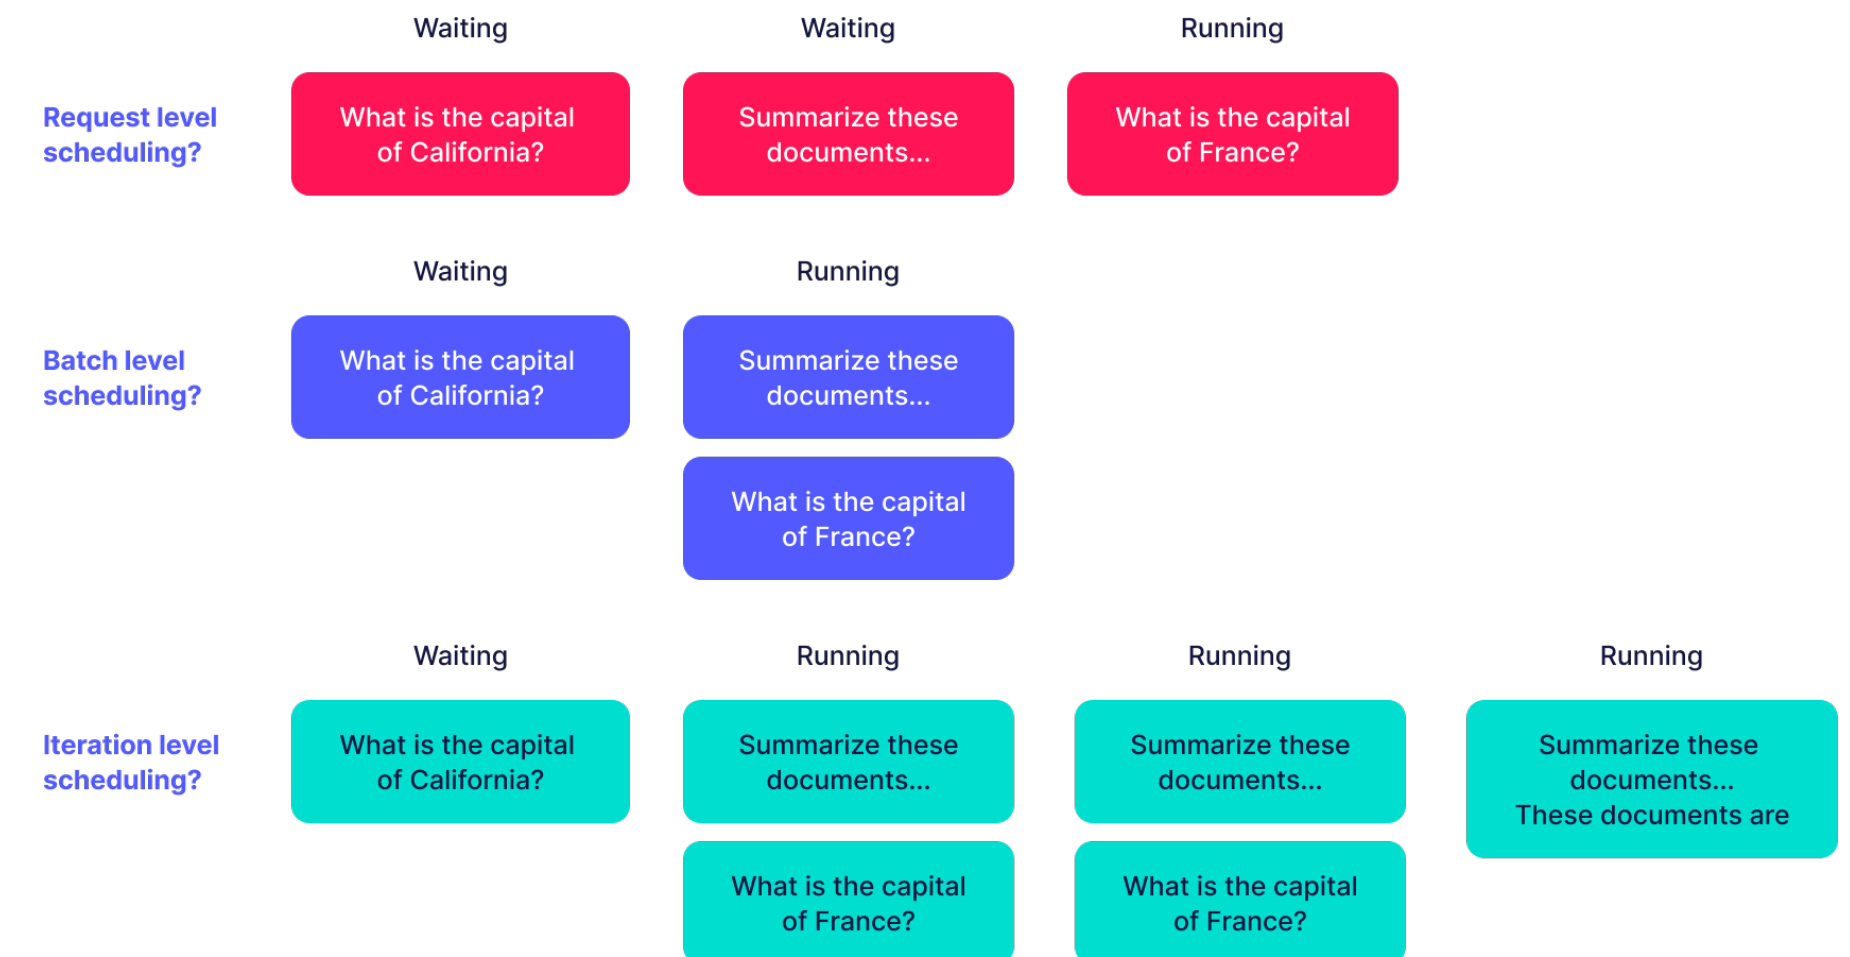 Waiting
Waiting
Running
Request level
scheduling?
What is the capital
of California?
Summarize these
documents...
What is the capital
of France?
Waiting
Running
Batch level
scheduling?
What is the capital
of California?
Summarize these
documents...
What is the capital
of France?
Waiting
Running
Running
Running
Iteration level
scheduling?
What is the capital
of California?
Summarize these
documents...
What is the capital
of France?
Summarize these
documents...
What is the capital
of France?
Summarize these
documents...
These documents are